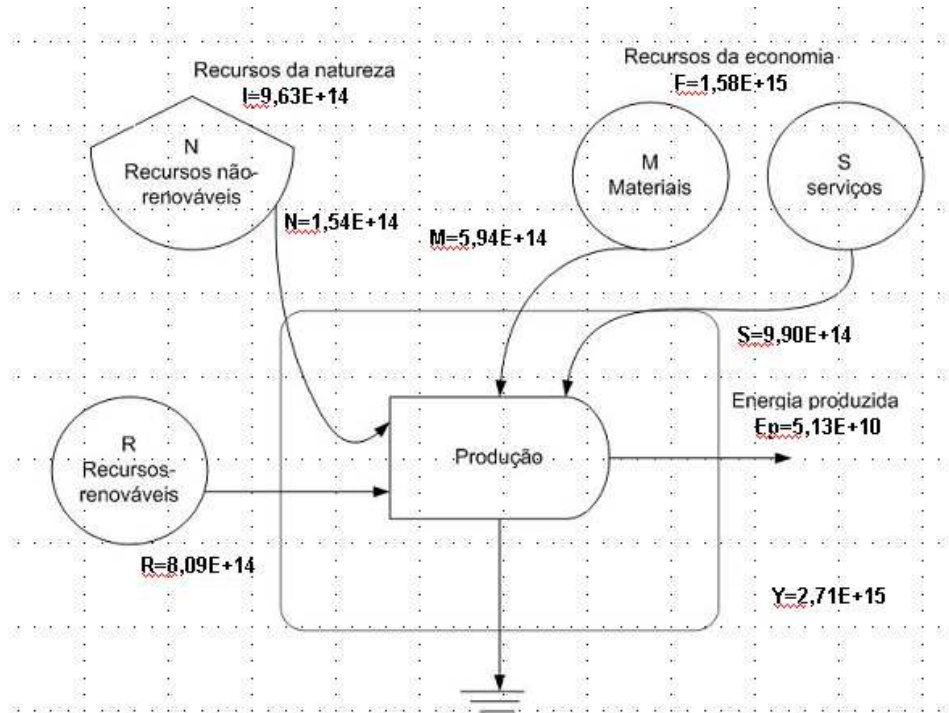 Recursos da natureza
I=9,63E+14
N
Recursos não-
renováveis
N=1,54E+14
Recursos da economia
F=1,58E+15
M
Materiais
S
serviços
M=5,94E+14
S=9,90E+14
R
Recursos-
renováveis
R=8,09E+14
Produção
Energia produzida
Ep=5,13E+10
Y=2,71E+15